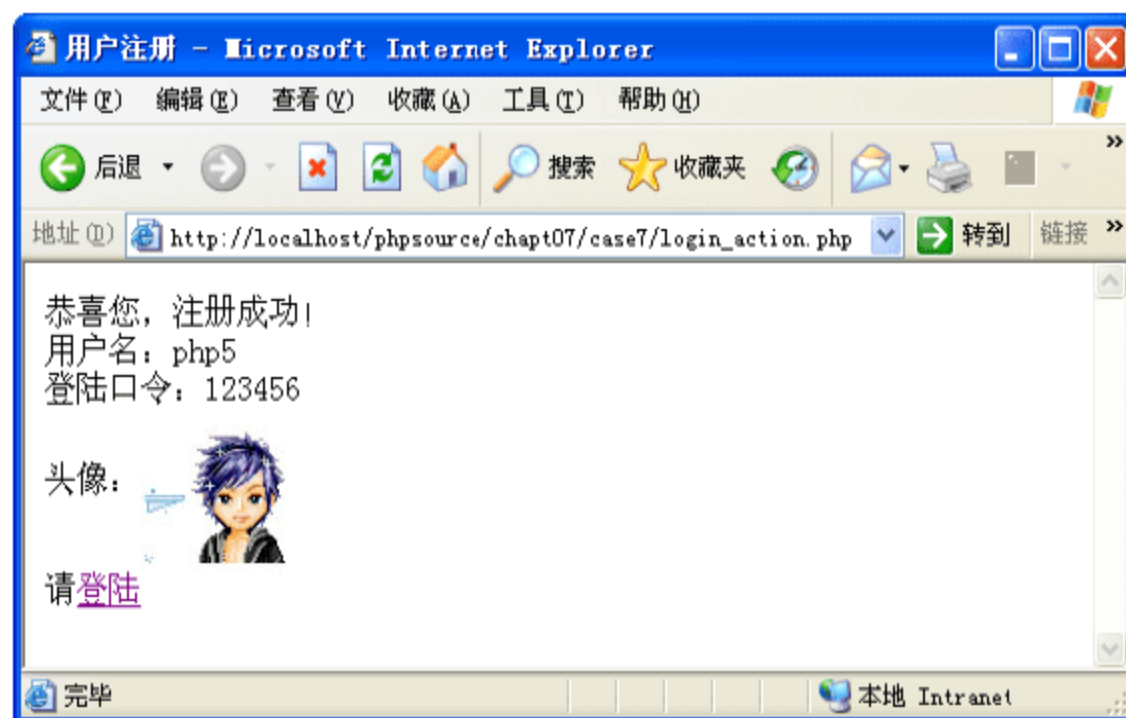 用户注册 - Microsoft Internet Explorer
文件(F) 编辑(E) 查看(V) 收藏(A) 工具(T) 帮助(H)
后退 搜索 收藏夹
地址(D) http://localhost/phpsource/chapt07/case7/login_action.php 转到 链接 »
恭喜您，注册成功!
用户名：php5
登陆口令：123456
头像：
请登陆
完毕 本地 Intranet